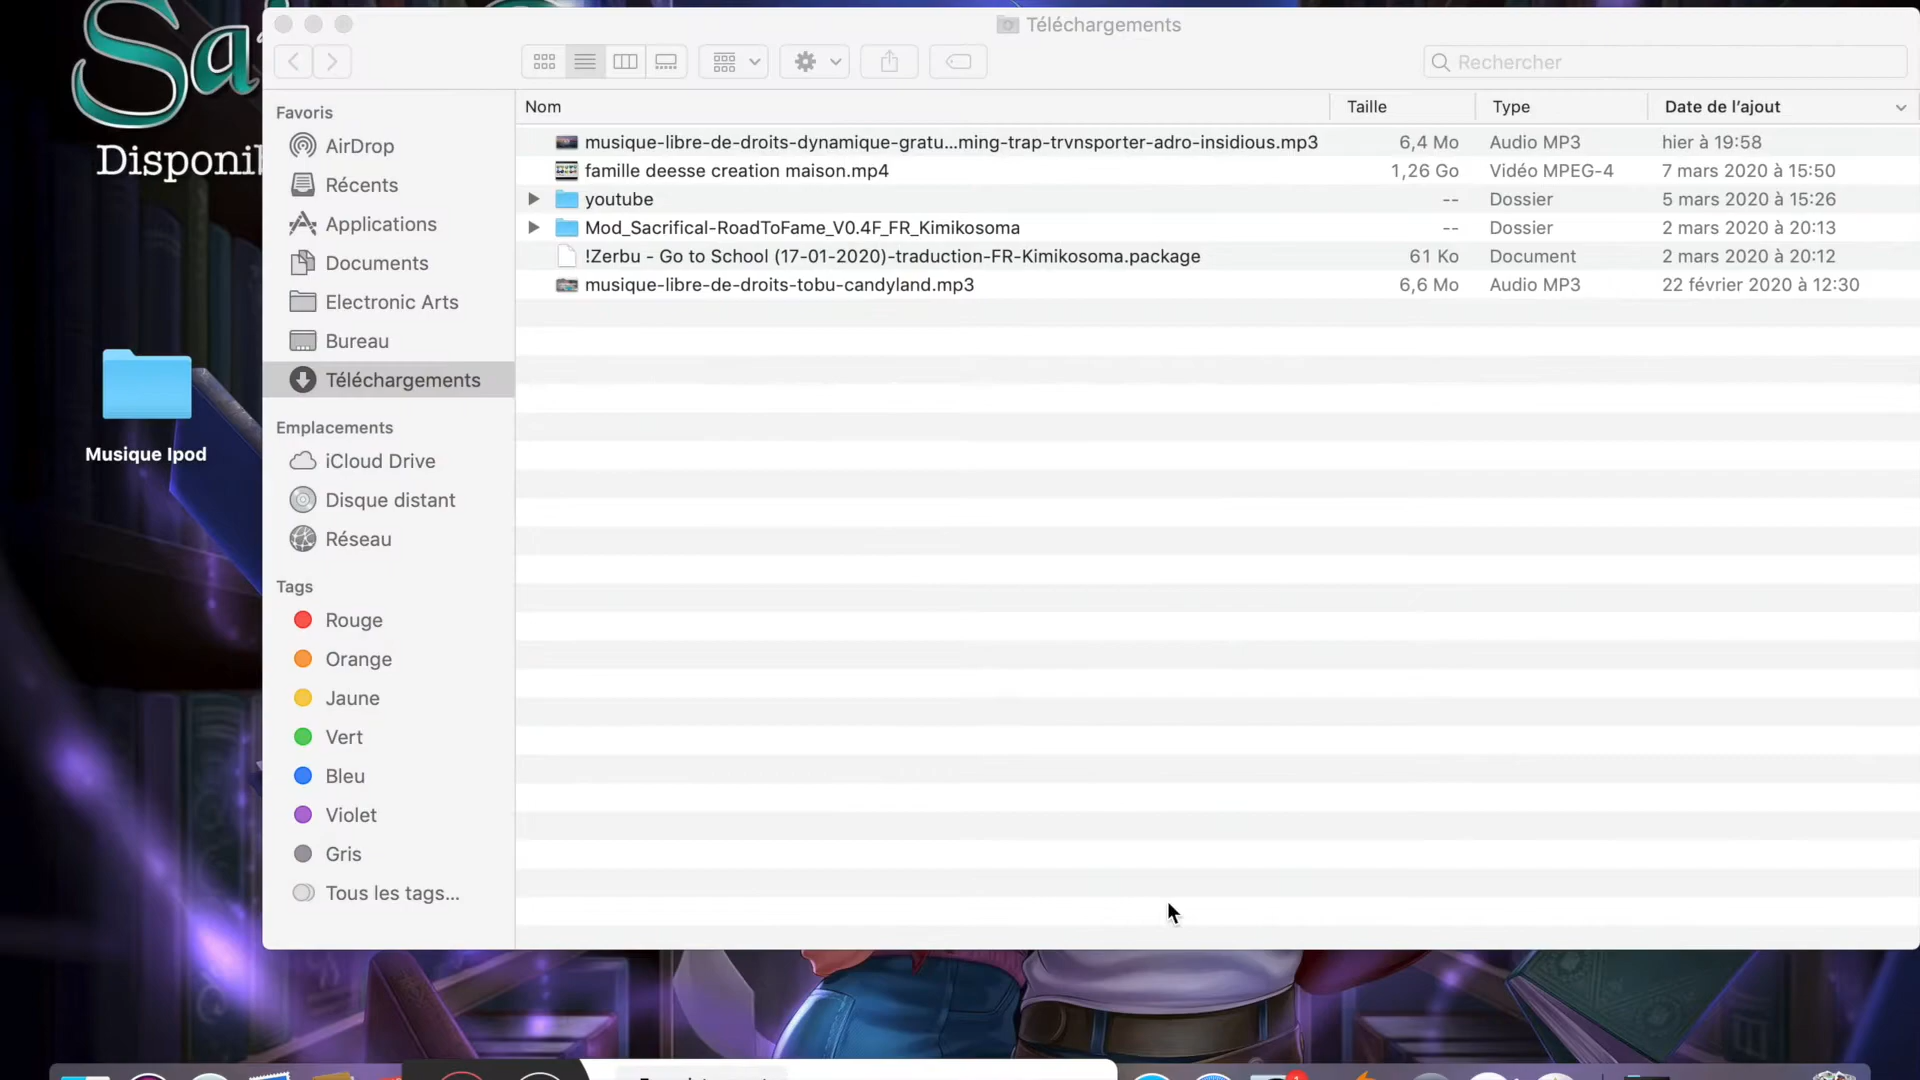 Sa
Disponi
Musique Ipod
Téléchargements
Rechercher
Favoris
AirDrop
Récents
Applications
Documents
Electronic Arts
Bureau
Téléchargements
Emplacements
iCloud Drive
Disque distant
Réseau
Tags
Rouge
Orange
Jaune
Vert
Bleu
Violet
Gris
Tous les tags...
Nom Taille Type Date de l'ajout
musique-libre-de-droits-dynamique-gratu...ming-trap-trvnsporter-adro-insidious.mp3 6,4 Mo Audio MP3 hier à 19:58
famille deesse creation maison.mp4 1,26 Go Vidéo MPEG-4 7 mars 2020 à 15:50
youtube -- Dossier 5 mars 2020 à 15:26
Mod_Sacrifical-RoadToFame_V0.4F_FR_Kimikosoma -- Dossier 2 mars 2020 à 20:13
!Zerbu - Go to School (17-01-2020)-traduction-FR-Kimikosoma.package 61 Ko Document 2 mars 2020 à 20:12
musique-libre-de-droits-tobu-candyland.mp3 6,6 Mo Audio MP3 22 février 2020 à 12:30